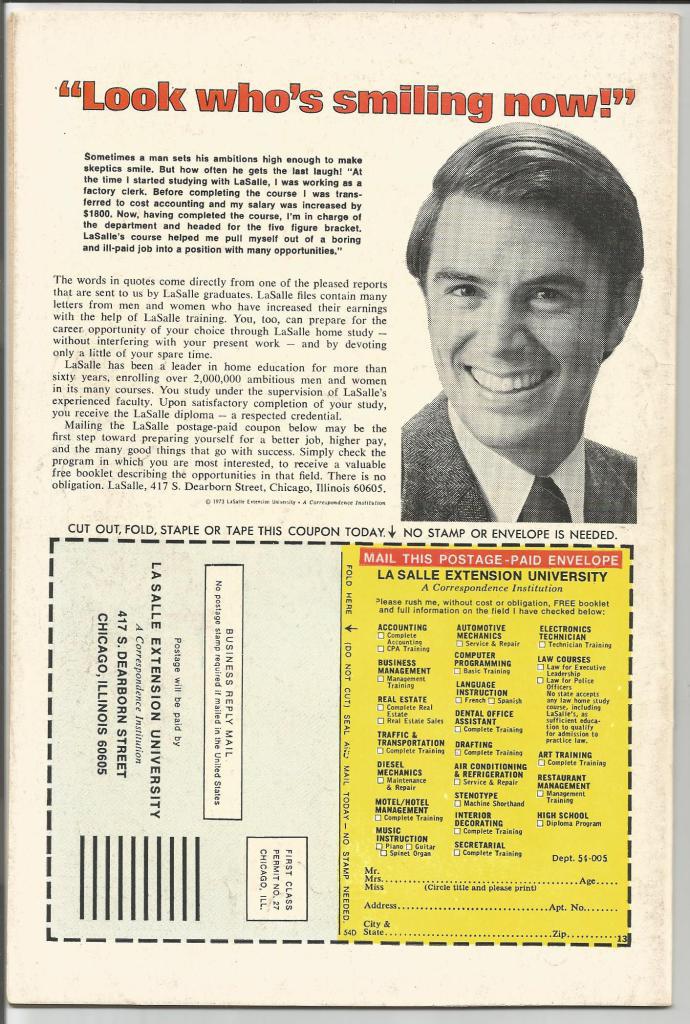 “Look who’s smiling now!”
Sometimes a man sets his ambitions high enough to make
skeptics smile. But how often he gets the last laugh! “At
the time I started studying with LaSalle, I was working as a
factory clerk. Before completing the course I was trans-
ferred to cost accounting and my salary was increased by
$1800. Now, having completed the course, I’m in charge of
the department and headed for the five figure bracket.
LaSalle’s course helped me pull myself out of a boring
and ill-paid job into a position with many opportunities.”
The words in quotes come directly from one of the pleased reports
that are sent to us by LaSalle graduates. LaSalle files contain many
letters from men and women who have increased their earnings
with the help of LaSalle training. You, too, can prepare for the
career opportunity of your choice through LaSalle home study —
without interfering with your present work — and by devoting
only a little of your spare time.
LaSalle has been a leader in home education for more than
sixty years, enrolling over 2,000,000 ambitious men and women
in its many courses. You study under the supervision of LaSalle’s
experienced faculty. Upon satisfactory completion of your study,
you receive the LaSalle diploma — a respected credential.
Mailing the LaSalle postage-paid coupon below may be the
first step toward preparing yourself for a better job, higher pay,
and the many good things that go with success. Simply check the
program in which you are most interested, to receive a valuable
free booklet describing the opportunities in that field. There is no
obligation. LaSalle, 417 S. Dearborn Street, Chicago, Illinois 60605.
© 1973 LaSalle Extension University • A Correspondence Institution
CUT OUT, FOLD, STAPLE OR TAPE THIS COUPON TODAY. ↓ NO STAMP OR ENVELOPE IS NEEDED.
BUSINESS REPLY MAIL
No postage stamp required if mailed in the United States
Postage will be paid by
LA SALLE EXTENSION UNIVERSITY
A Correspondence Institution
417 S. DEARBORN STREET
CHICAGO, ILLINOIS 60605
FIRST CLASS
PERMIT NO. 27
CHICAGO, ILL.
FOLD HERE ↓ (DO NOT CUT) SEAL AND MAIL TODAY—NO STAMP NEEDED.
54D
MAIL THIS POSTAGE-PAID ENVELOPE
LA SALLE EXTENSION UNIVERSITY
A Correspondence Institution
Please rush me, without cost or obligation, FREE booklet
and full information on the field I have checked below:
ACCOUNTING
☐ Complete
Accounting
☐ CPA Training
BUSINESS
MANAGEMENT
☐ Management
Training
REAL ESTATE
☐ Complete Real
Estate
☐ Real Estate Sales
TRAFFIC &
TRANSPORTATION
☐ Complete Training
DIESEL
MECHANICS
☐ Maintenance
& Repair
MOTEL/HOTEL
MANAGEMENT
☐ Complete Training
MUSIC
INSTRUCTION
☐ Piano ☐ Guitar
☐ Spinet Organ
AUTOMOTIVE
MECHANICS
☐ Service & Repair
COMPUTER
PROGRAMMING
☐ Basic Training
LANGUAGE
INSTRUCTION
☐ French ☐ Spanish
DENTAL OFFICE
ASSISTANT
☐ Complete Training
DRAFTING
☐ Complete Training
AIR CONDITIONING
& REFRIGERATION
☐ Service & Repair
STENOTYPE
☐ Machine Shorthand
INTERIOR
DECORATING
☐ Complete Training
SECRETARIAL
☐ Complete Training
ELECTRONICS
TECHNICIAN
☐ Technician Training
LAW COURSES
☐ Law for Executive
Leadership
☐ Law for Police
Officers
No state accepts
any law home study
course, including
LaSalle’s, as
sufficient educa-
tion to qualify
for admission to
practice law.
ART TRAINING
☐ Complete Training
RESTAURANT
MANAGEMENT
☐ Management
Training
HIGH SCHOOL
☐ Diploma Program
Dept. 54-005
Mr.
Mrs.................Age.....
Miss (Circle title and please print)
Address.................Apt. No......
City &
State.................Zip.........
13